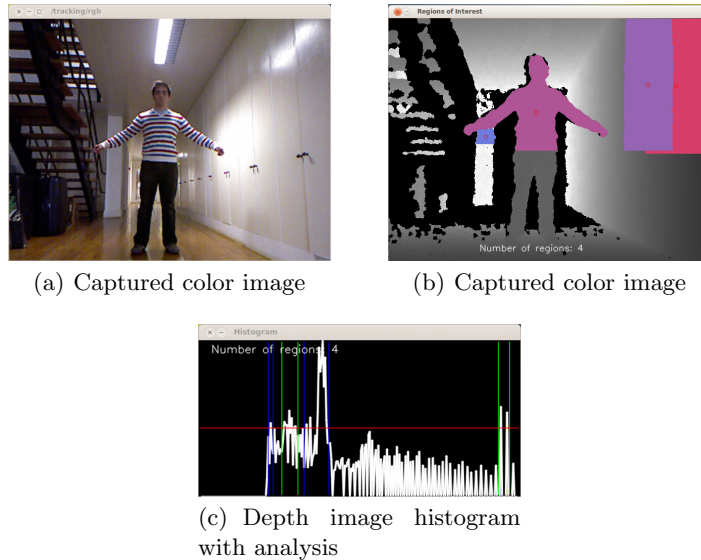 /tracking/rgb
Regions of Interest
Number of regions: 4
(a) Captured color image
(b) Captured color image
Histogram
Number of regions: 4
(c) Depth image histogram
with analysis